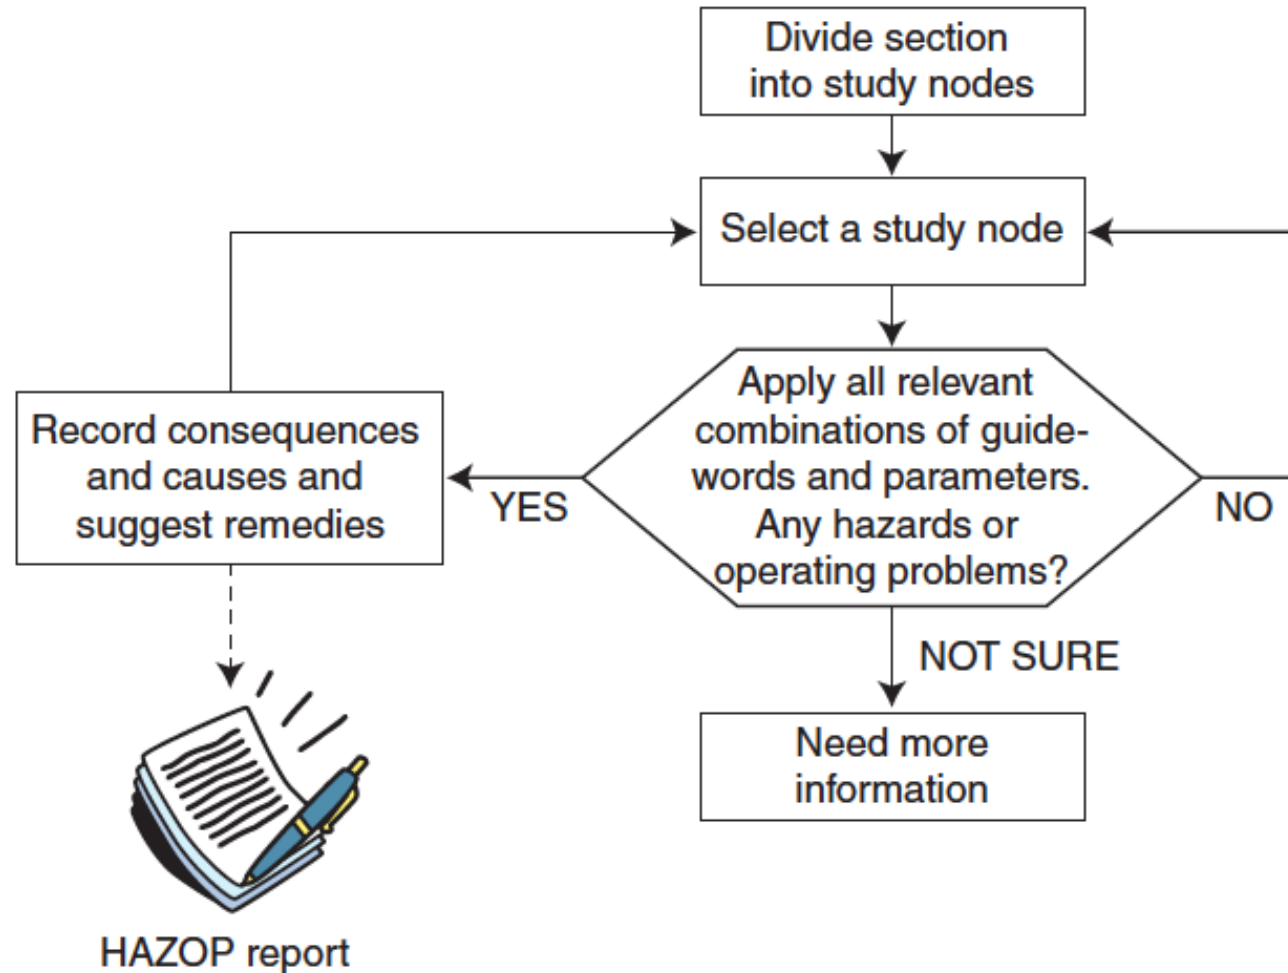 Divide section
into study nodes
Select a study node
Apply all relevant
combinations of guide-
words and parameters.
Any hazards or
operating problems?
YES
NO
Record consequences
and causes and
suggest remedies
NOT SURE
Need more
information
HAZOP report